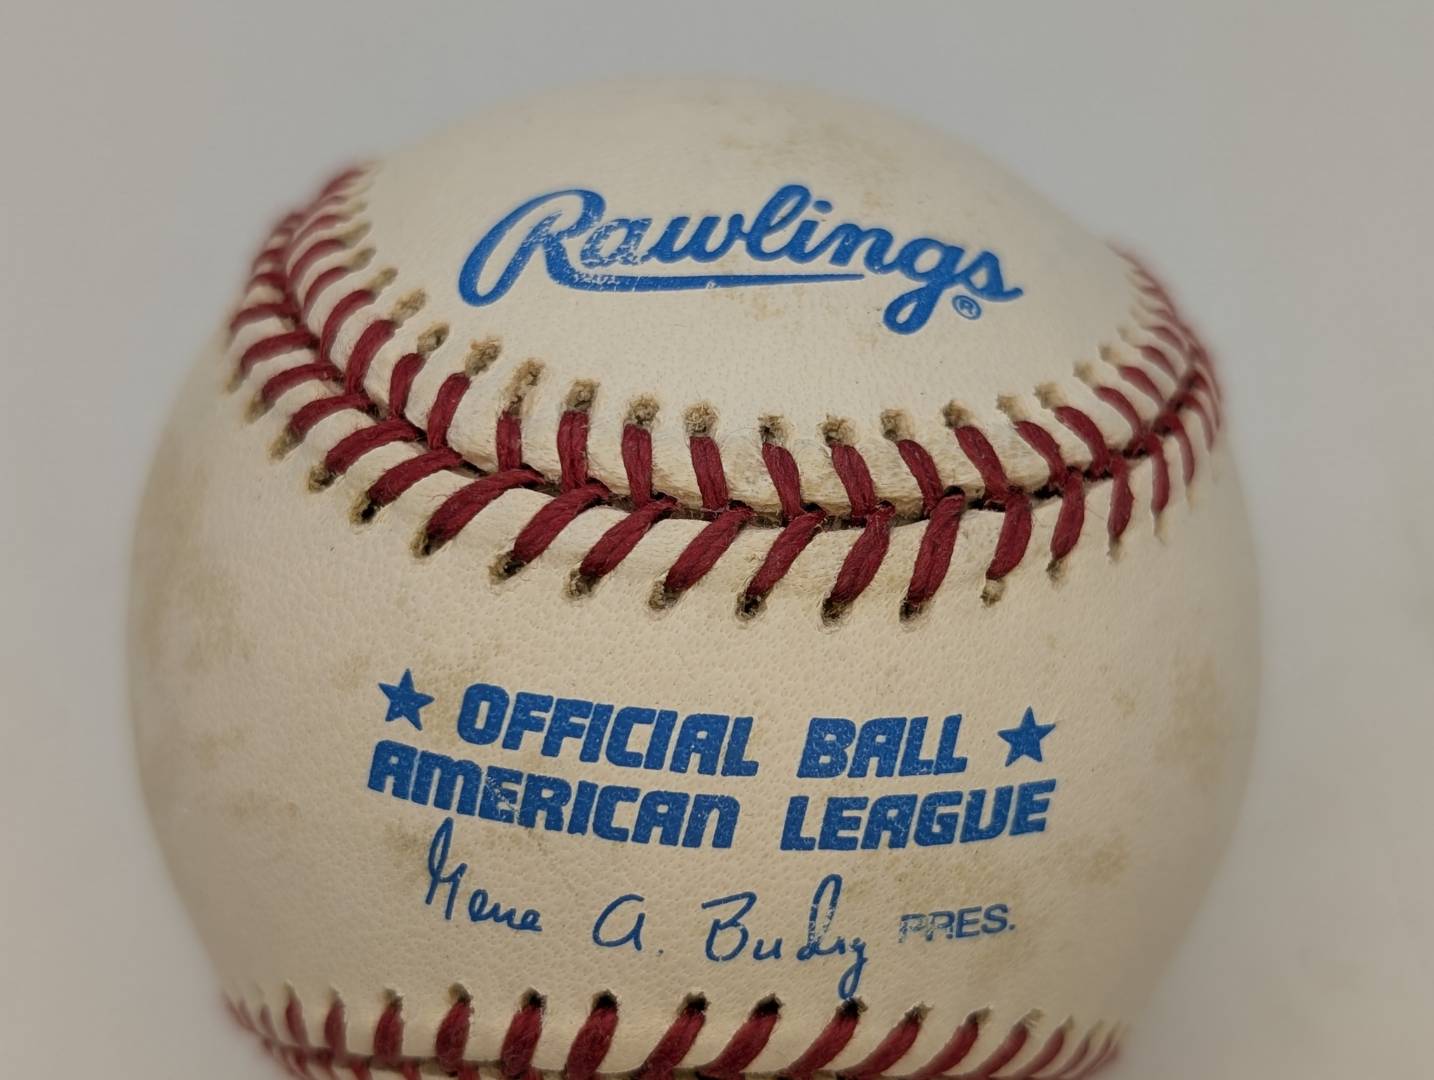 Rawlings®
★ OFFICIAL BALL ★
AMERICAN LEAGUE
Gene A. Budig PRES.